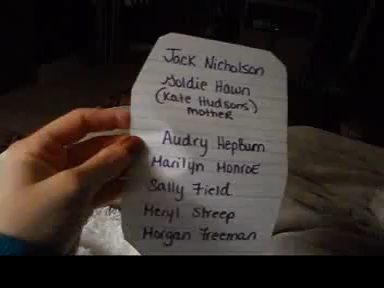 Jack Nicholson
Goldie Hawn
(Kate Hudsons)
mother
Audry Hepburn
Marilyn Monroe
Sally Field
Meryl Streep
Morgan Freeman